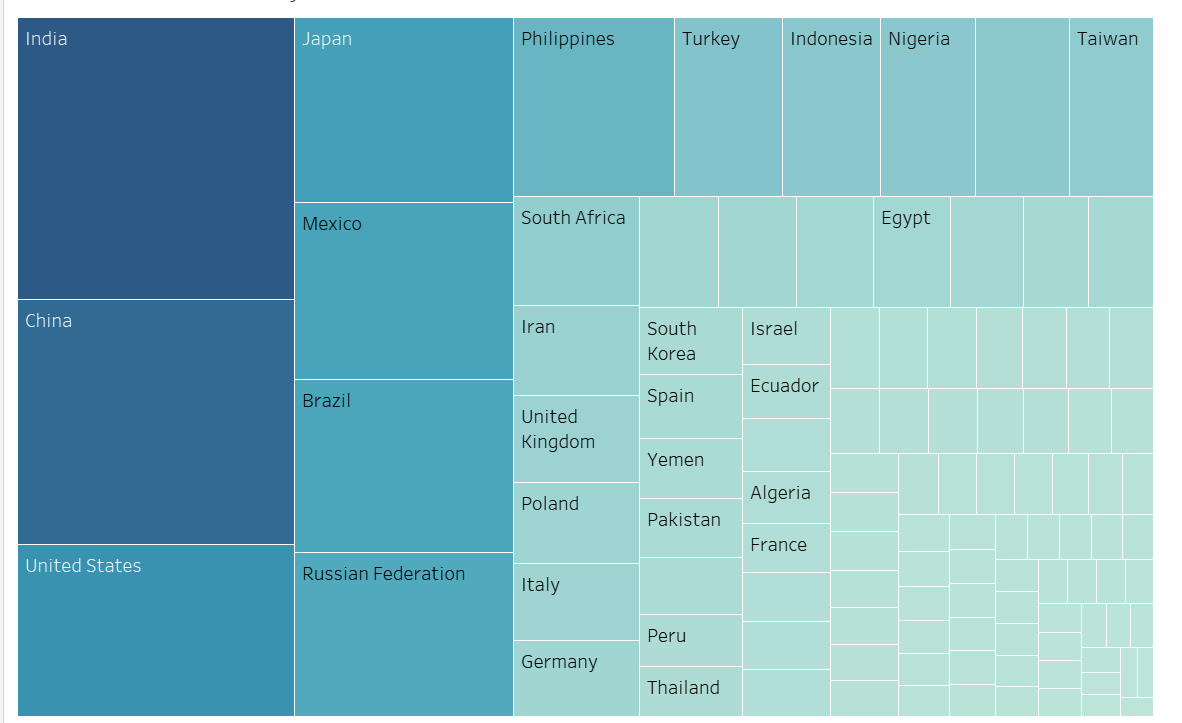 India
Japan
Philippines
Turkey
Indonesia
Nigeria
Taiwan
Mexico
South Africa
Egypt
China
Iran
South
Korea
Israel
Ecuador
Brazil
United
Kingdom
Spain
Yemen
Poland
Algeria
Pakistan
France
United States
Russian Federation
Italy
Peru
Germany
Thailand